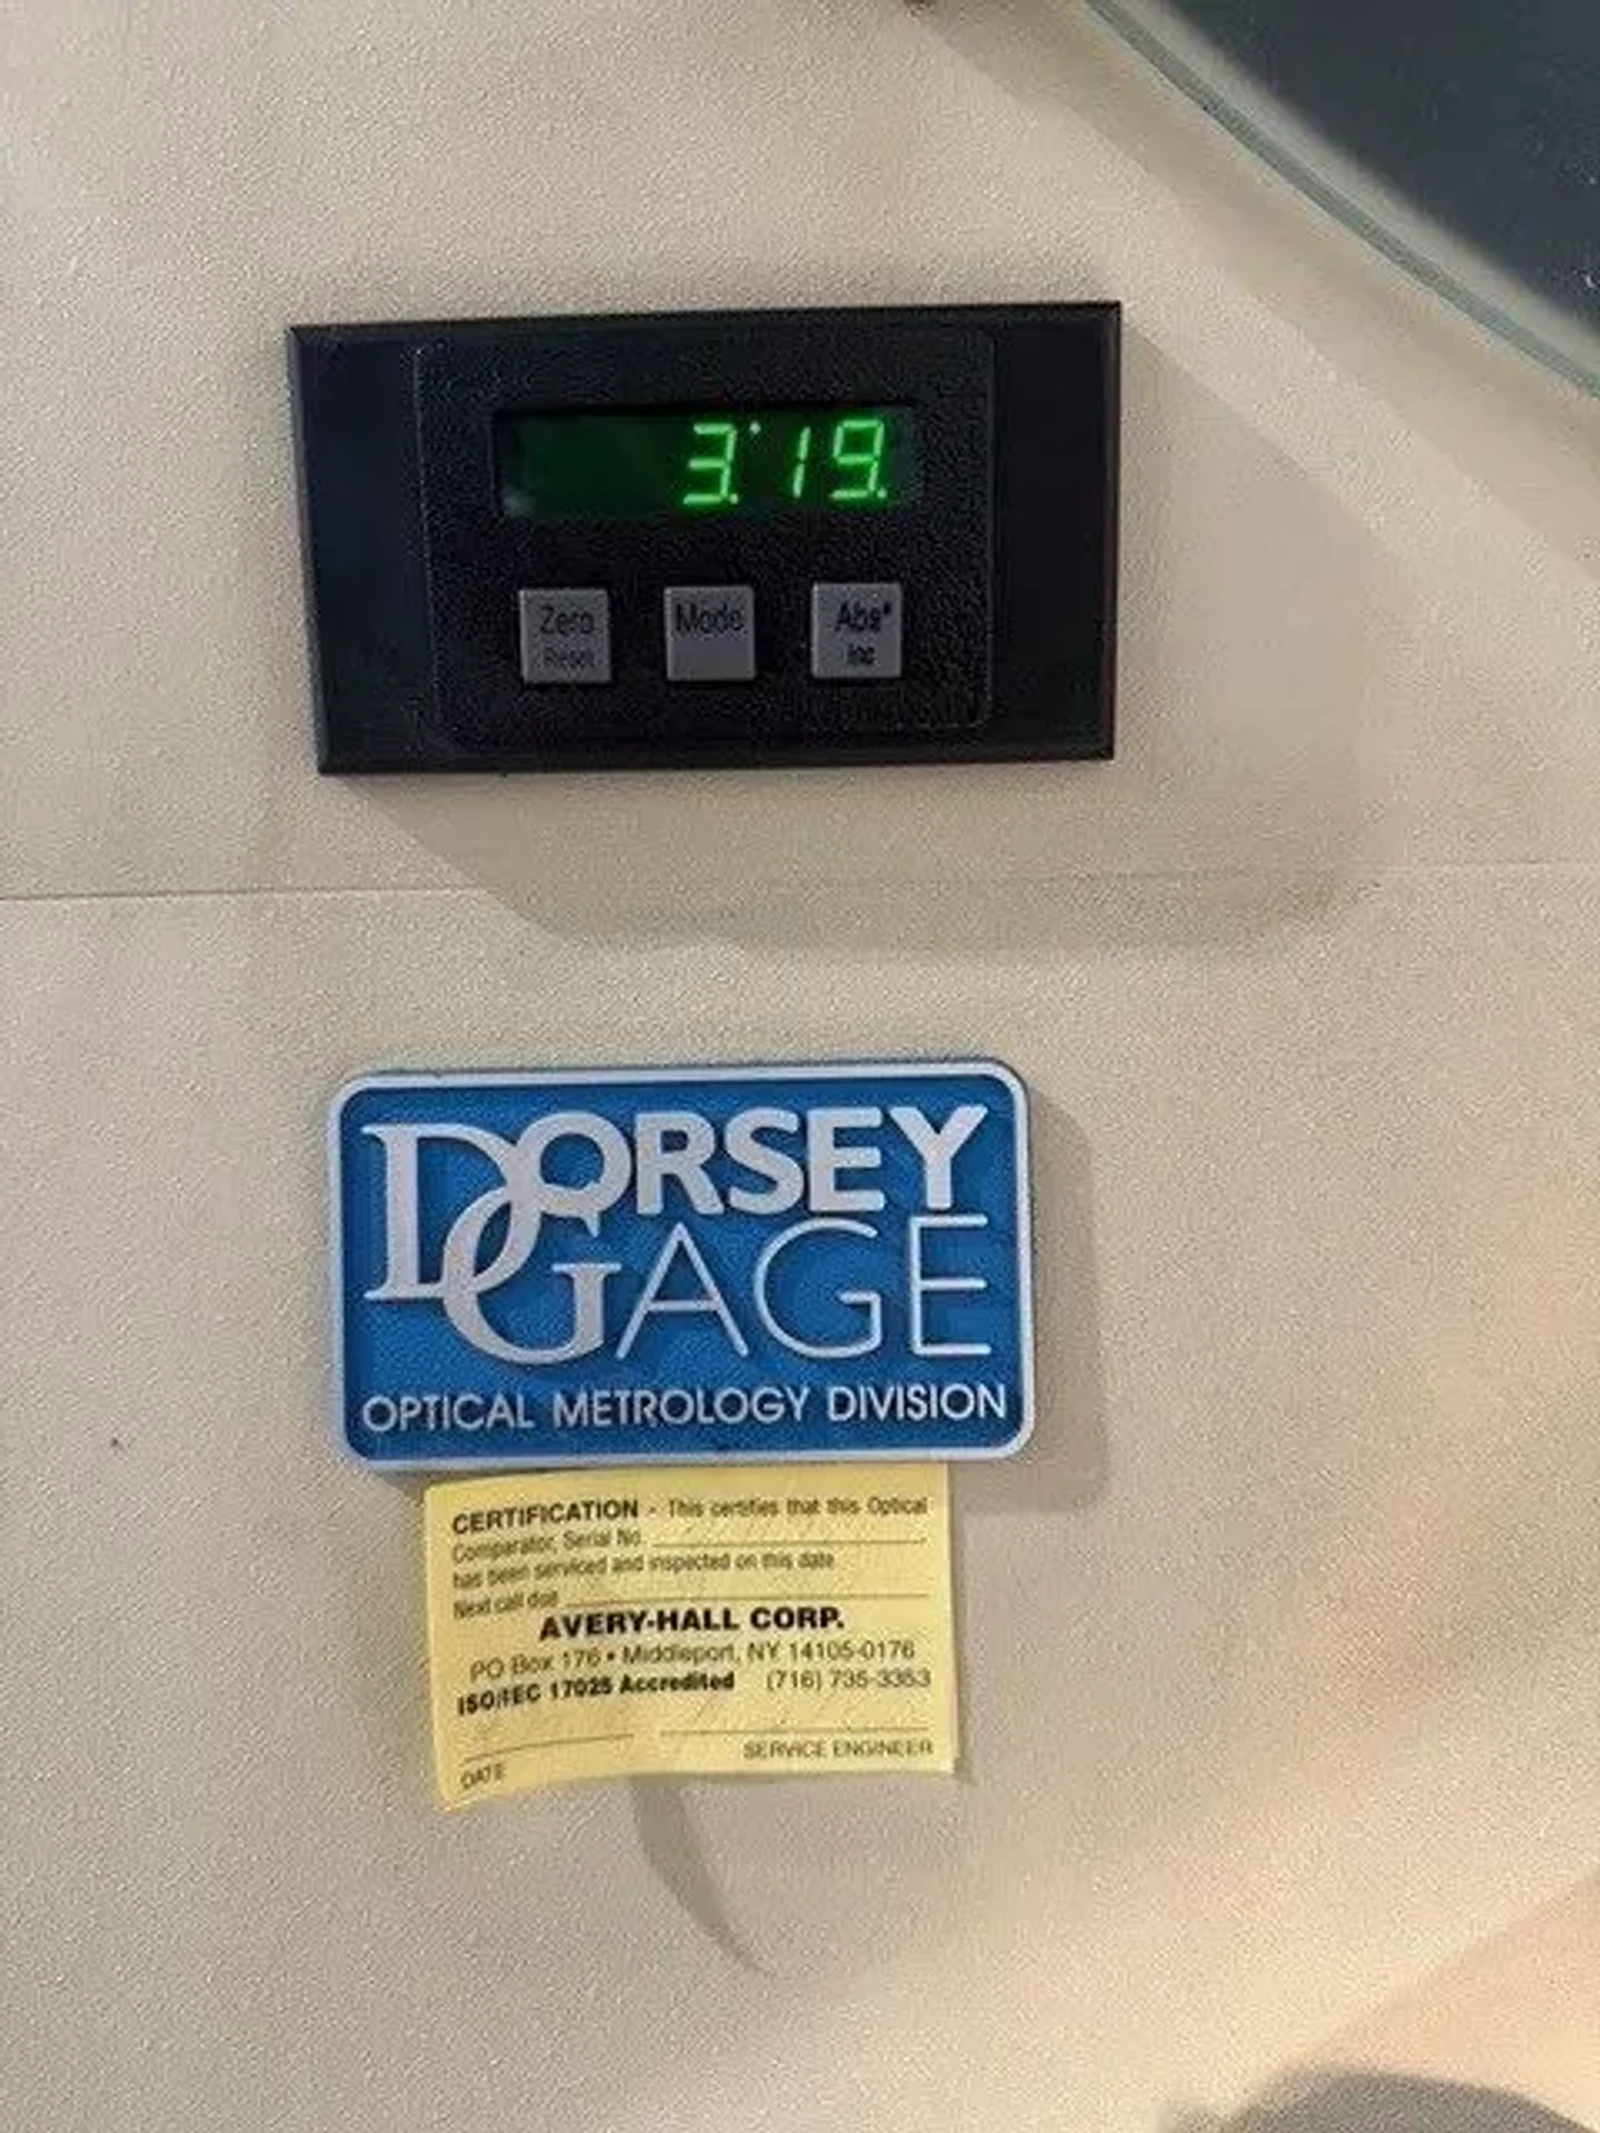 3.°19.
Zero
Reset
Mode
Abs•
Inc
DORSEY
GAGE
OPTICAL METROLOGY DIVISION
CERTIFICATION - This certifies that this Optical
Comparator, Serial No.
has been serviced and inspected on this date
Next call due
AVERY-HALL CORP.
PO Box 176 • Middleport, NY 14105-0176
ISO/IEC 17025 Accredited (716) 735-3353
DATE
SERVICE ENGINEER